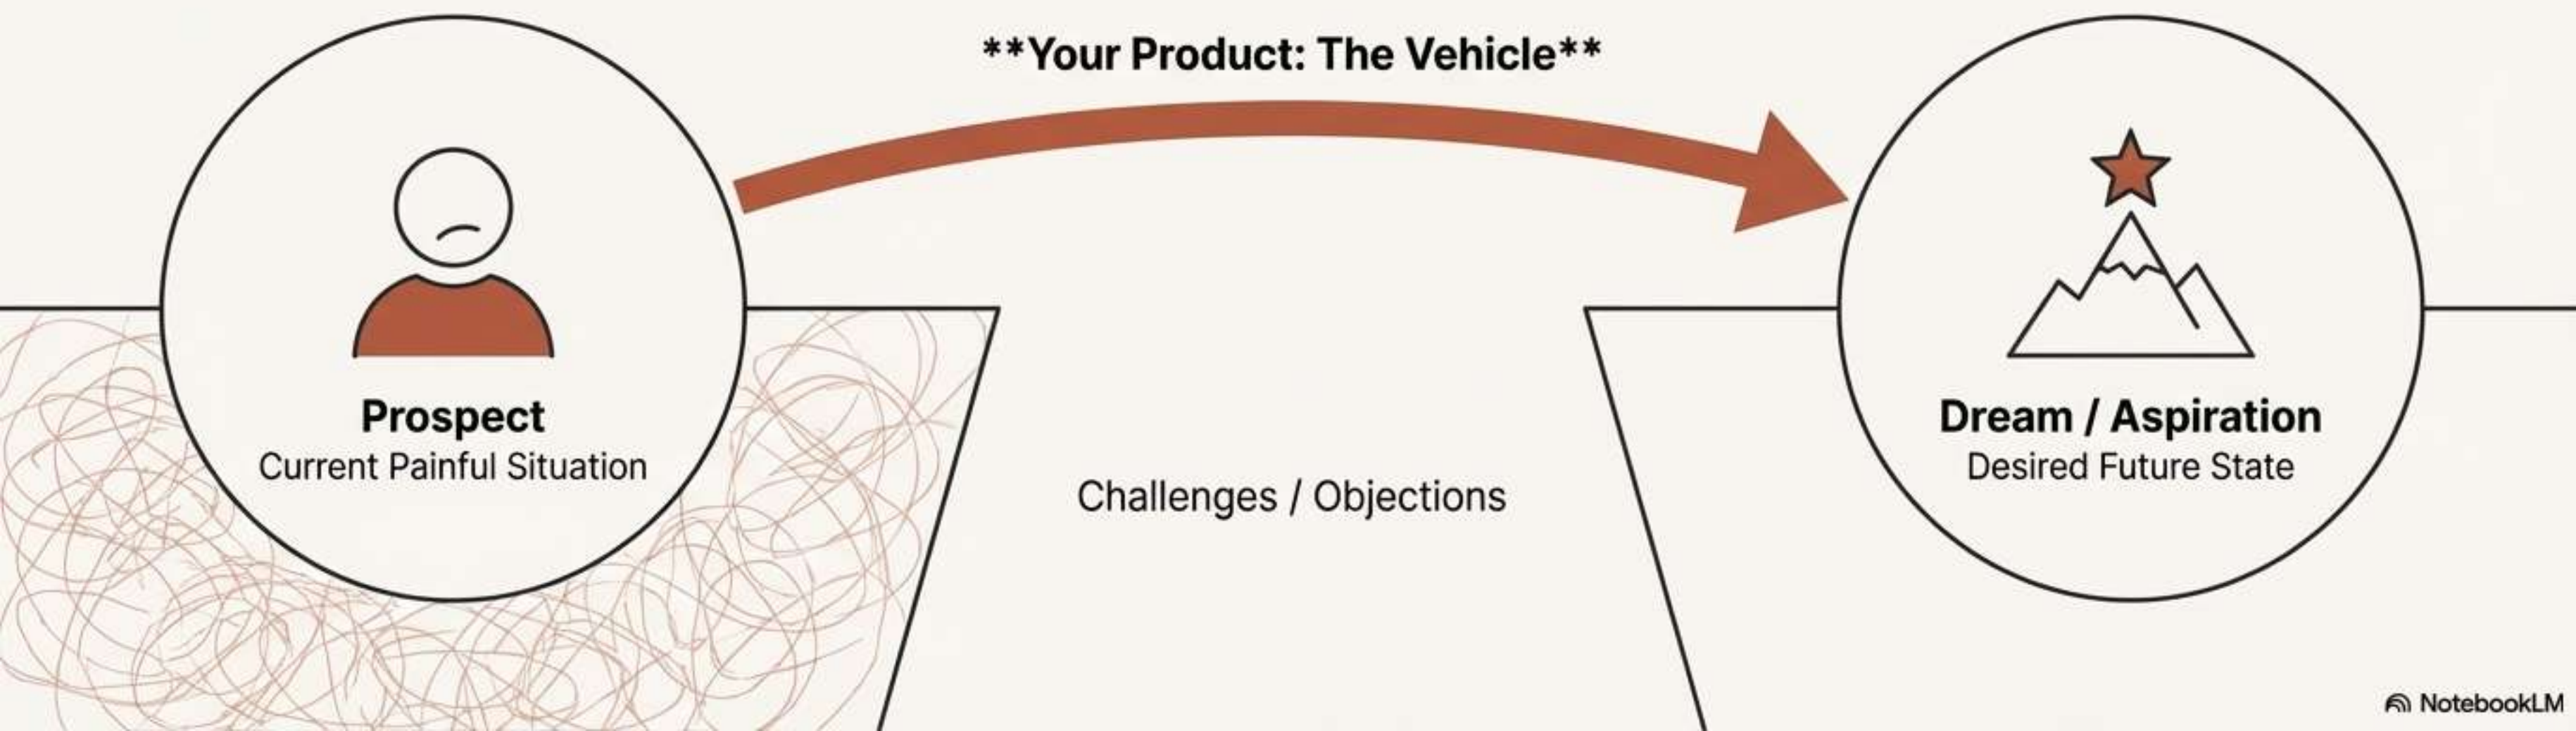 **Your Product: The Vehicle**
Prospect
Current Painful Situation
Challenges / Objections
Dream / Aspiration
Desired Future State
NotebookLM